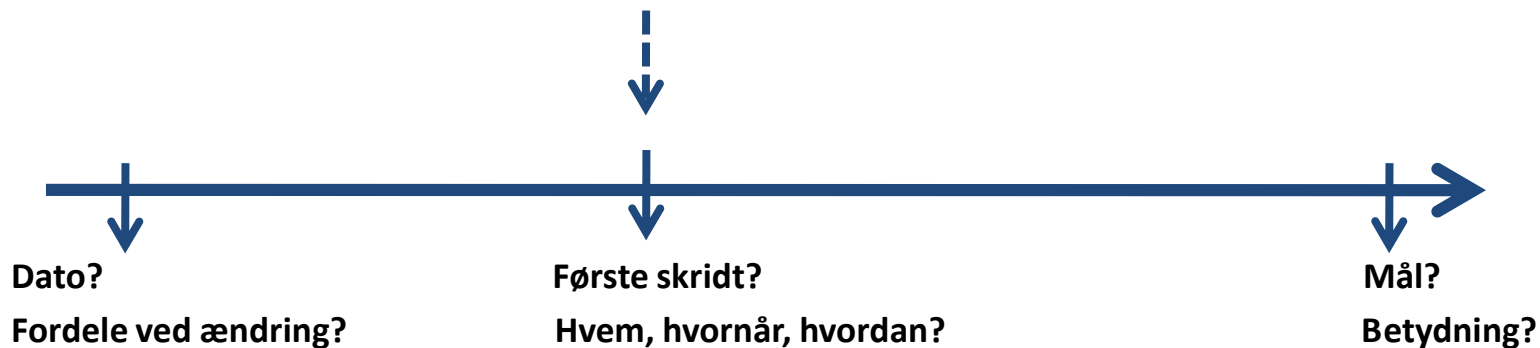 Dato?
Fordele ved ændring?
Første skridt?
Hvem, hvornår, hvordan?
Mål?
Betydning?